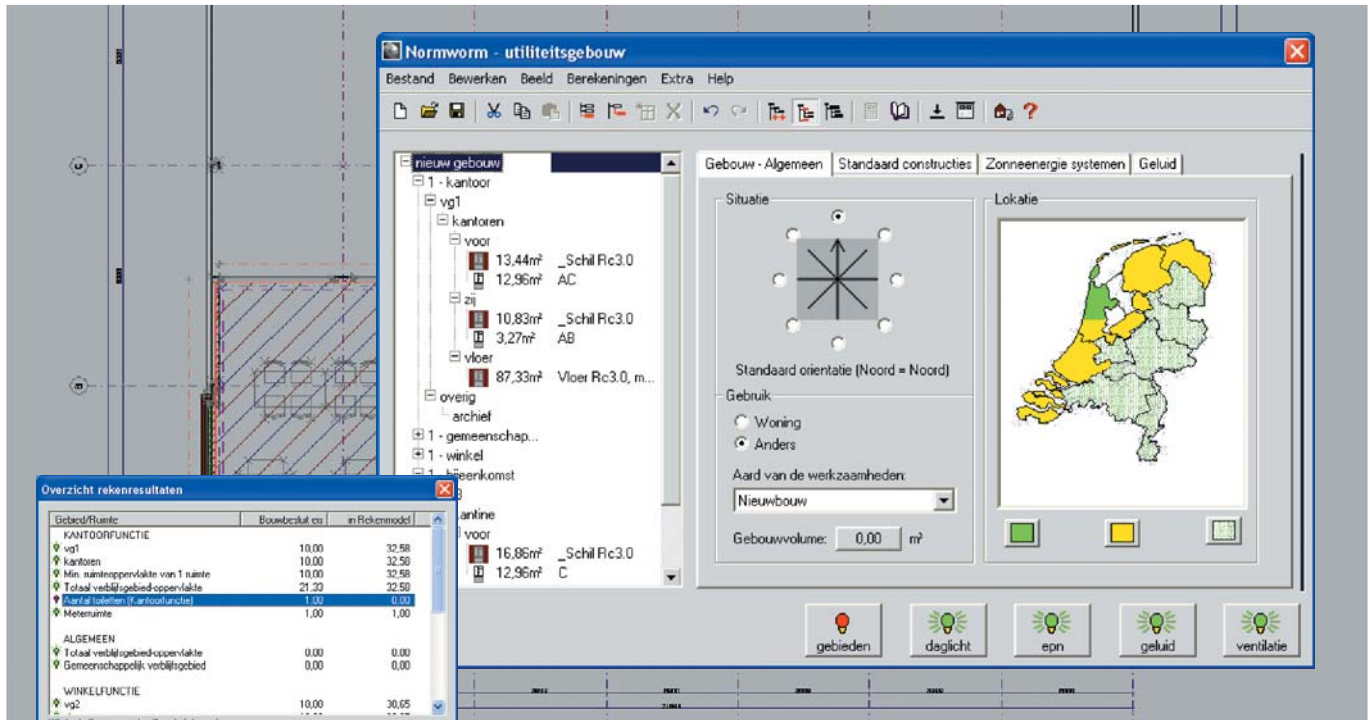 Normworm - utiliteitsgebouw
Bestand Bewerken Beeld Berekeningen Extra Help
nieuw gebouw
1 - kantoor
vg1
kantoren
voor
13,44m² _Schil Rc3.0
12,96m² AC
zij
10,83m² _Schil Rc3.0
3,27m² AB
vloer
87,33m² Vloer Rc3.0, m...
overig
archief
1 - gemeenschap...
1 - winkel
1 - bijeenkomst
antine
voor
16,86m² _Schil Rc3.0
12,96m² C
Gebouw - Algemeen Standaard constructies Zonneenergie systemen Geluid
Situatie
Standaard orientatie (Noord = Noord)
Gebruik
Woning
Anders
Aard van de werkzaamheden:
Nieuwbouw
Gebouwvolume: 0,00 m³
Lokatie
gebieden daglicht epn geluid ventilatie
Overzicht rekenresultaten
Gebied/Ruimte Bouwbesluit eis in Rekenmodel
KANTOORFUNCTIE
vg1 10,00 32,58
kantoren 10,00 32,58
Min. ruimteoppervlakte van 1 ruimte 10,00 32,58
Totaal verblijfsgebied-oppervlakte 21,33 32,58
Aantal toiletten (Kantoorfunctie) 1,00 0,00
Meterruimte 1,00 1,00
ALGEMEEN
Totaal verblijfsgebied-oppervlakte 0,00 0,00
Gemeenschappelijk verblijfsgebied 0,00 0,00
WINKELFUNCTIE
vg2 10,00 30,65